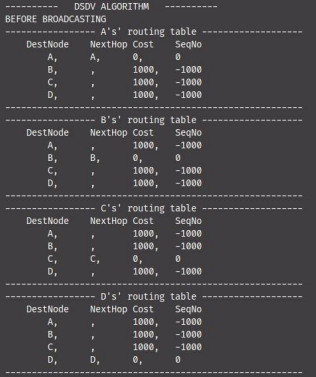 ---------- DSDV ALGORITHM ----------
BEFORE BROADCASTING
----------------- A's' routing table -------------------
DestNode NextHop Cost SeqNo
A, A, 0, 0
B, , 1000, -1000
C, , 1000, -1000
D, , 1000, -1000
--------------------------------------------------------
----------------- B's' routing table -------------------
DestNode NextHop Cost SeqNo
A, , 1000, -1000
B, B, 0, 0
C, , 1000, -1000
D, , 1000, -1000
--------------------------------------------------------
----------------- C's' routing table -------------------
DestNode NextHop Cost SeqNo
A, , 1000, -1000
B, , 1000, -1000
C, C, 0, 0
D, , 1000, -1000
--------------------------------------------------------
----------------- D's' routing table -------------------
DestNode NextHop Cost SeqNo
A, , 1000, -1000
B, , 1000, -1000
C, , 1000, -1000
D, D, 0, 0
--------------------------------------------------------